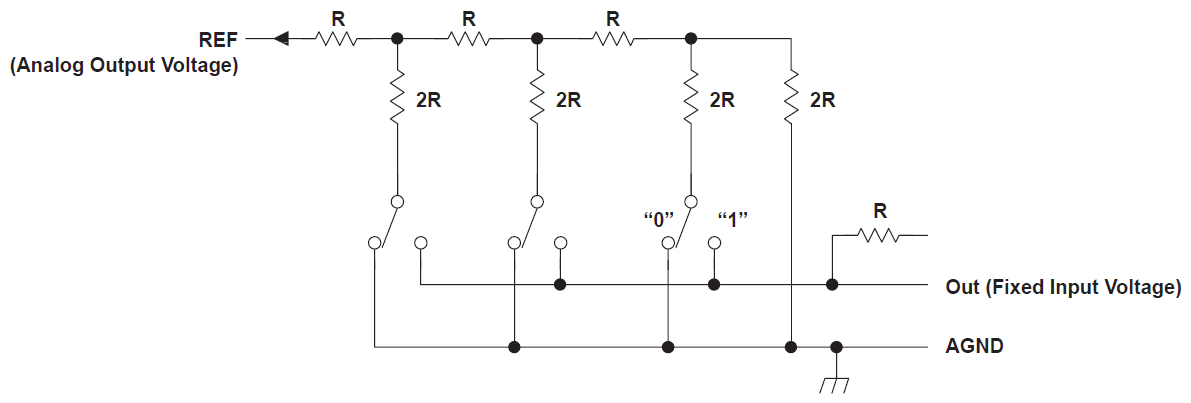 R
R
R
REF
(Analog Output Voltage)
2R
2R
2R
2R
“0”
“1”
R
Out (Fixed Input Voltage)
AGND